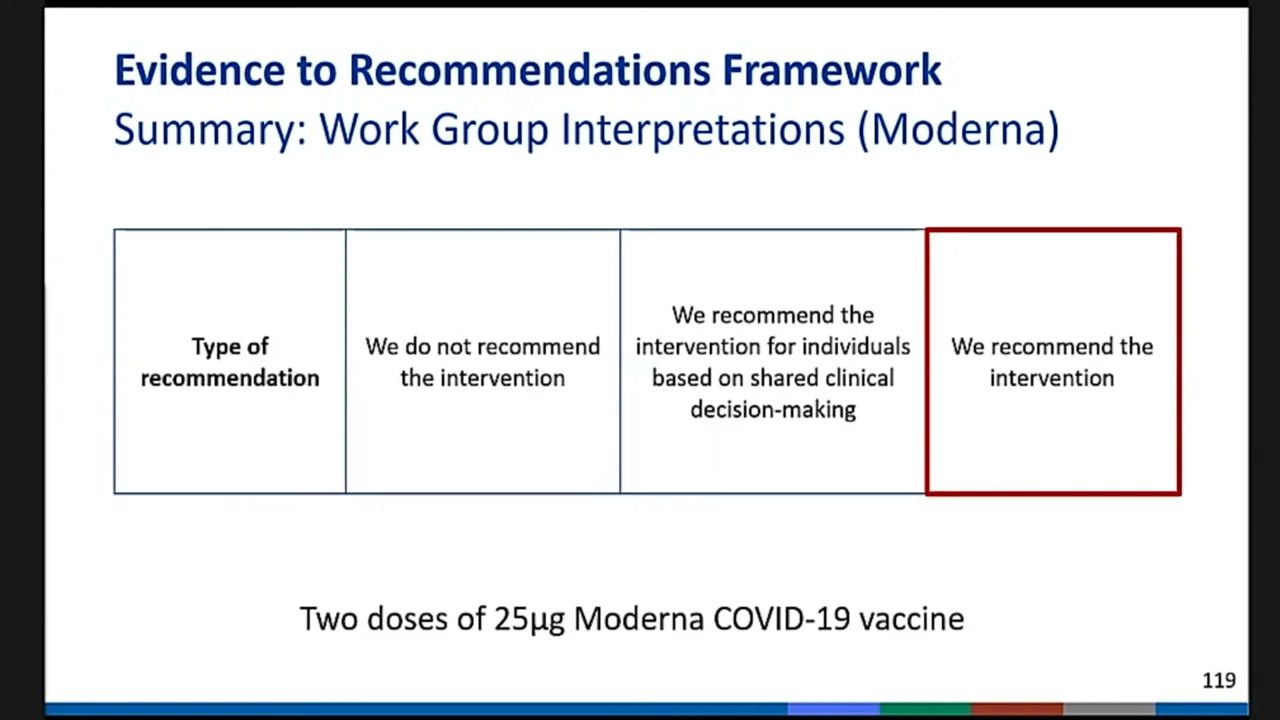 Evidence to Recommendations Framework
Summary: Work Group Interpretations (Moderna)
Type of
recommendation
We do not recommend
the intervention
We recommend the
intervention for individuals
based on shared clinical
decision-making
We recommend the
intervention
Two doses of 25µg Moderna COVID-19 vaccine
119